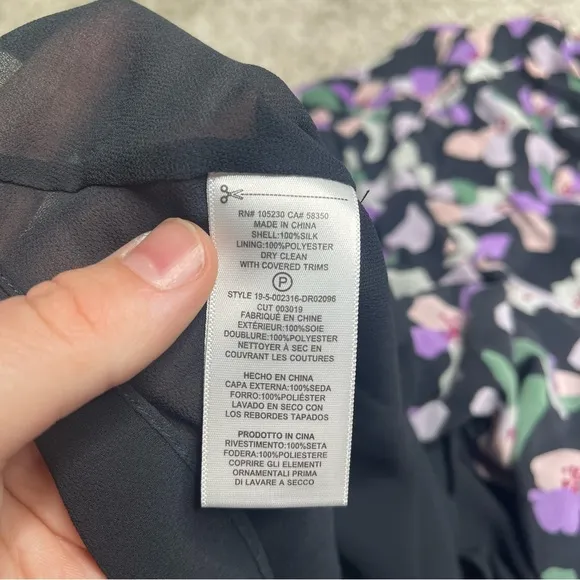 RN# 105230 CA# 58350
MADE IN CHINA
SHELL:100%SILK
LINING:100%POLYESTER
DRY CLEAN
WITH COVERED TRIMS
P
STYLE 19-5-002316-DR02096
CUT 003019
FABRIQUÉ EN CHINE
EXTÉRIEUR:100%SOIE
DOUBLURE:100%POLYESTER
NETTOYER À SEC EN
COUVRANT LES COUTURES
HECHO EN CHINA
CAPA EXTERNA:100%SEDA
FORRO:100%POLIÉSTER
LAVADO EN SECO CON
LOS REBORDES TAPADOS
PRODOTTO IN CINA
RIVESTIMENTO:100%SETA
FODERA:100%POLIESTERE
COPRIRE GLI ELEMENTI
ORNAMENTALI PRIMA
DI LAVARE A SECCO